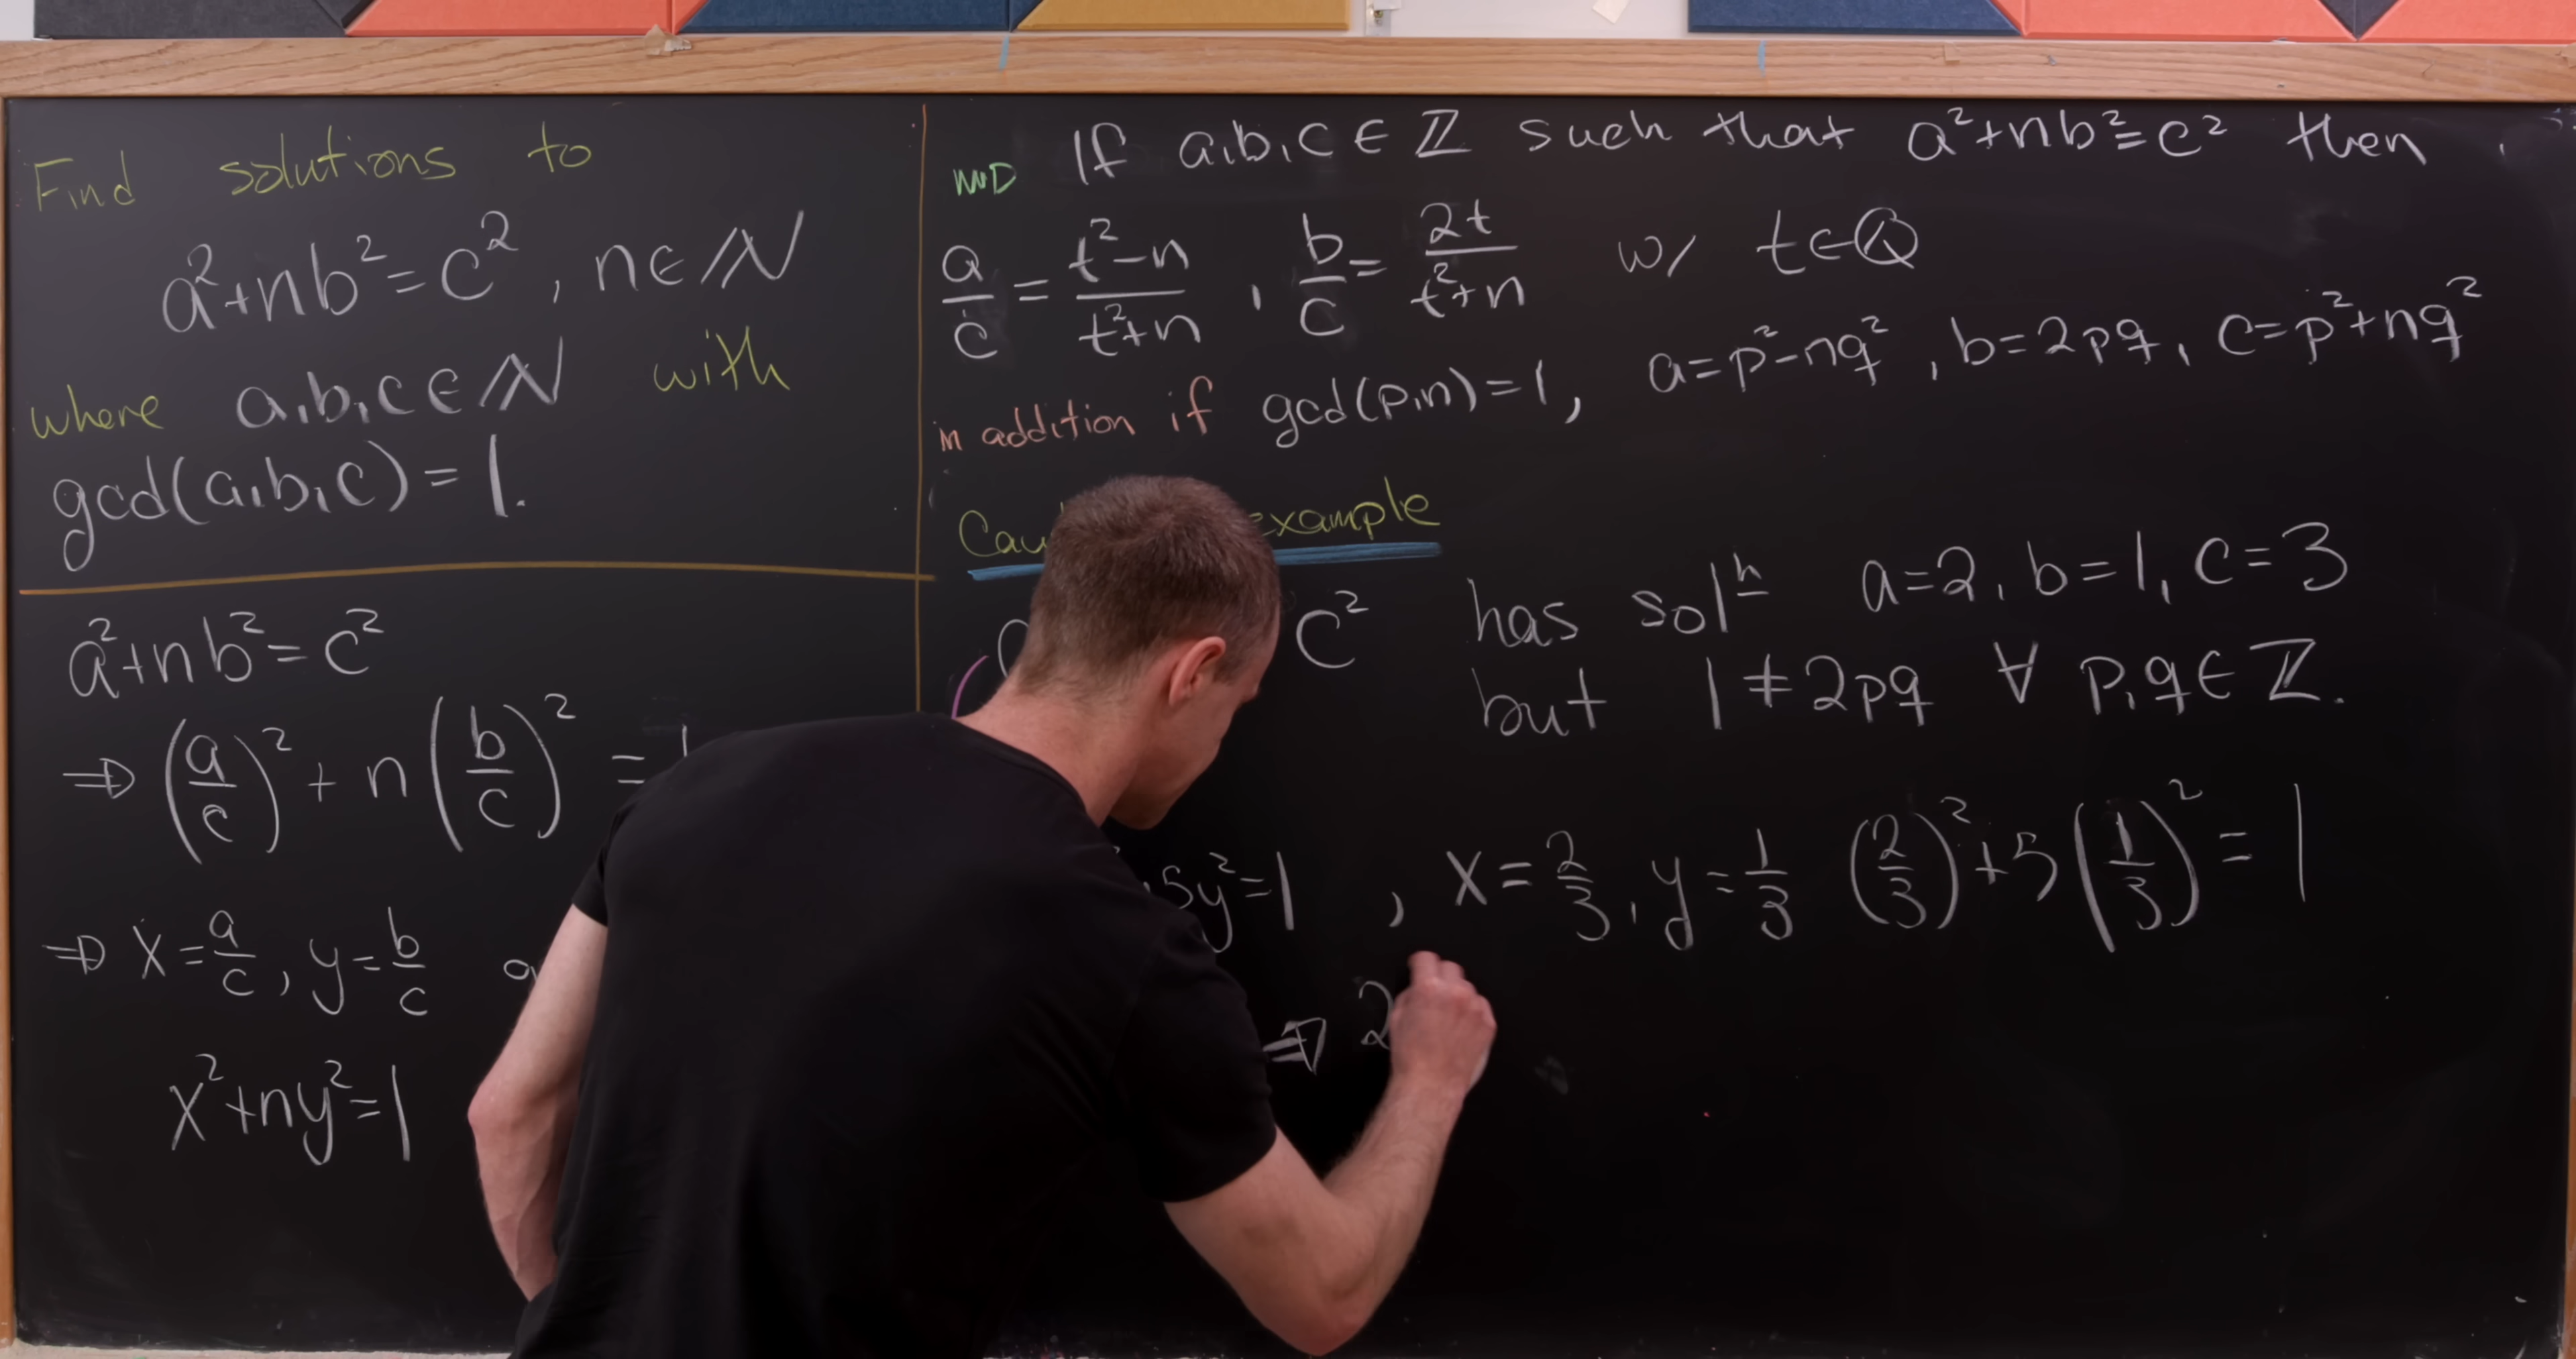 Find solutions to
a²+nb²=c², n∈ℕ
where a,b,c∈ℕ with
gcd(a,b,c)=1.
a²+nb²=c²
⇒ (a/c)² + n(b/c)² =
⇒ x=a/c, y=b/c
x²+ny²=1
If a,b,c∈ℤ such that a²+nb²=c² then
a/c = (t²-n)/(t²+n), b/c = 2t/(t²+n) w/ t∈ℚ
in addition if gcd(p,n)=1, a=p²-nq², b=2pq, c=p²+nq²
example
c² has solⁿ a=2, b=1, c=3
but 1≠2pq ∀ p,q∈ℤ.
5y²=1, x=2/3, y=1/3 (2/3)²+5(1/3)²=1
⇒ 2